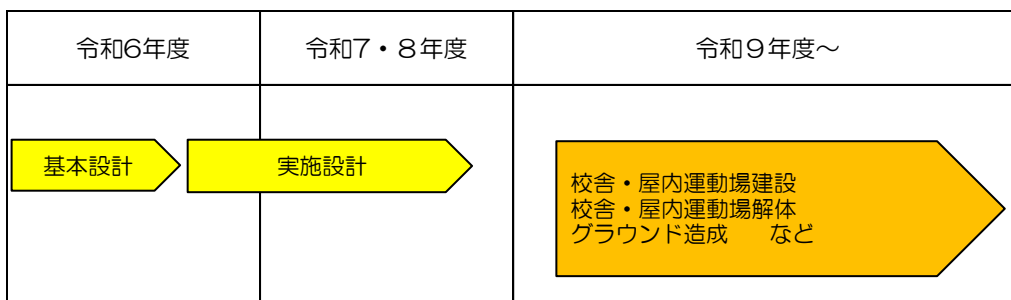 令和6年度
令和7・8年度
令和9年度～
基本設計
実施設計
校舎・屋内運動場建設
校舎・屋内運動場解体
グラウンド造成　　など